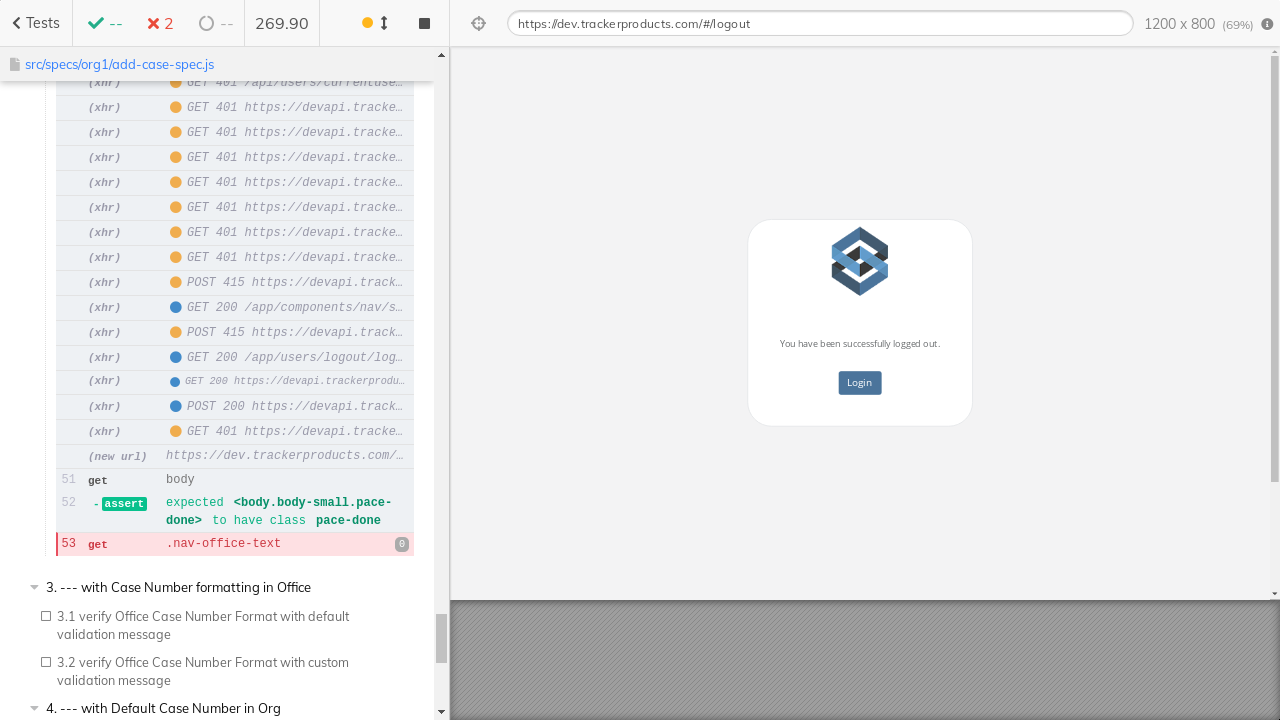 Tests -- 2 -- 269.90
https://dev.trackerproducts.com/#/logout 1200 x 800 (69%)
src/specs/org1/add-case-spec.js
(xhr) GET 401 /api/users/currentuse…
(xhr) GET 401 https://devapi.tracke…
(xhr) GET 401 https://devapi.tracke…
(xhr) GET 401 https://devapi.tracke…
(xhr) GET 401 https://devapi.tracke…
(xhr) GET 401 https://devapi.tracke…
(xhr) GET 401 https://devapi.tracke…
(xhr) GET 401 https://devapi.tracke…
(xhr) POST 415 https://devapi.track…
(xhr) GET 200 /app/components/nav/s…
(xhr) POST 415 https://devapi.track…
(xhr) GET 200 /app/users/logout/log…
(xhr) GET 200 https://devapi.trackerprodu…
(xhr) POST 200 https://devapi.track…
(xhr) GET 401 https://devapi.tracke…
(new url) https://dev.trackerproducts.com/…
51 get body
52 - assert expected <body.body-small.pace-
done> to have class pace-done
53 get .nav-office-text 0
3. --- with Case Number formatting in Office
3.1 verify Office Case Number Format with default
validation message
3.2 verify Office Case Number Format with custom
validation message
4. --- with Default Case Number in Org
You have been successfully logged out.
Login